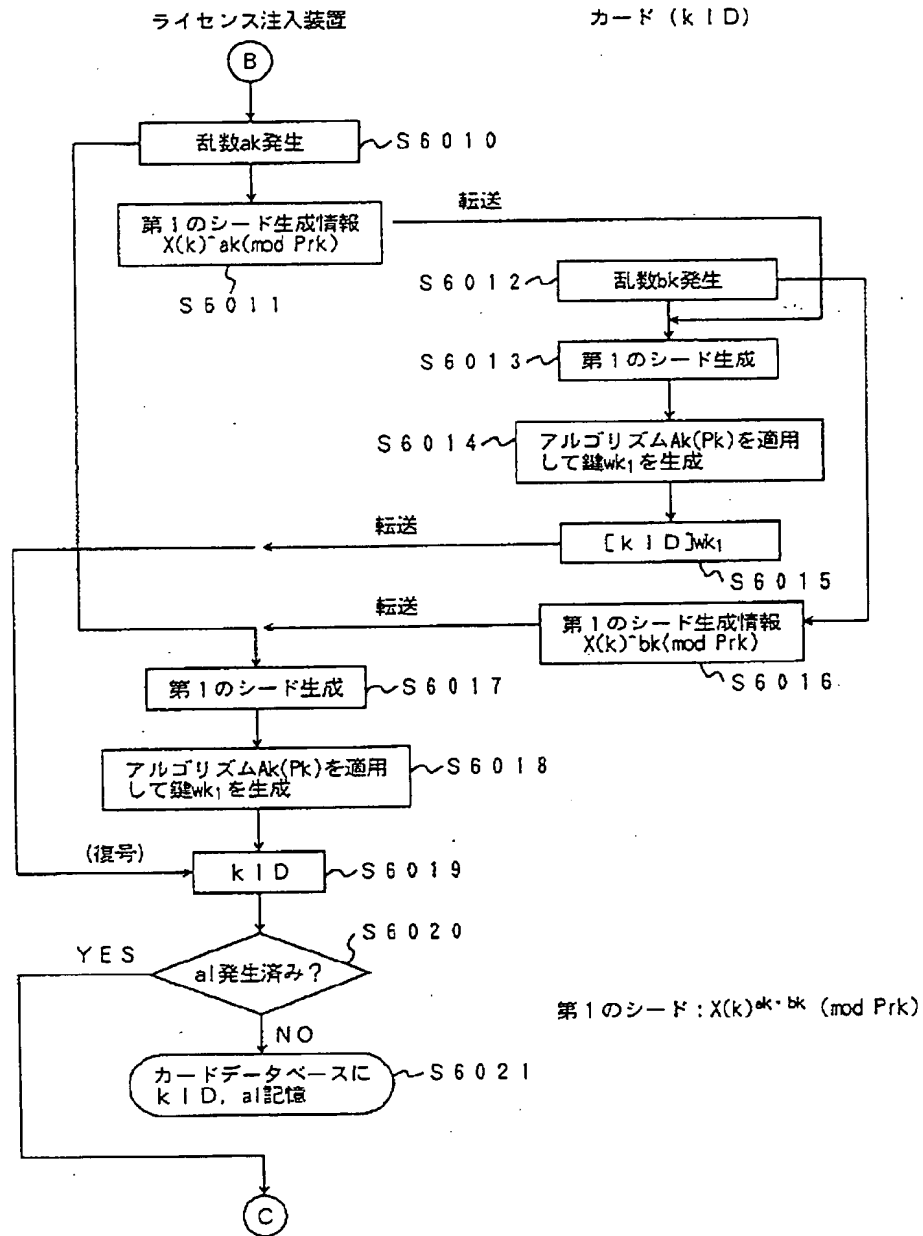 ライセンス注入装置
カード (kID)
B
乱数ak発生
S6010
第1のシード生成情報
X(k)^ak(mod Prk)
S6011
転送
S6012
乱数bk発生
S6013
第1のシード生成
S6014
アルゴリズムAk(Pk)を適用
して鍵wk₁を生成
転送
[kID]wk₁
S6015
転送
第1のシード生成情報
X(k)^bk(mod Prk)
S6016
第1のシード生成
S6017
アルゴリズムAk(Pk)を適用
して鍵wk₁を生成
S6018
(復号)
kID
S6019
S6020
YES
al発生済み?
NO
第1のシード:X(k)^ak・bk (mod Prk)
カードデータベースに
kID, al記憶
S6021
C